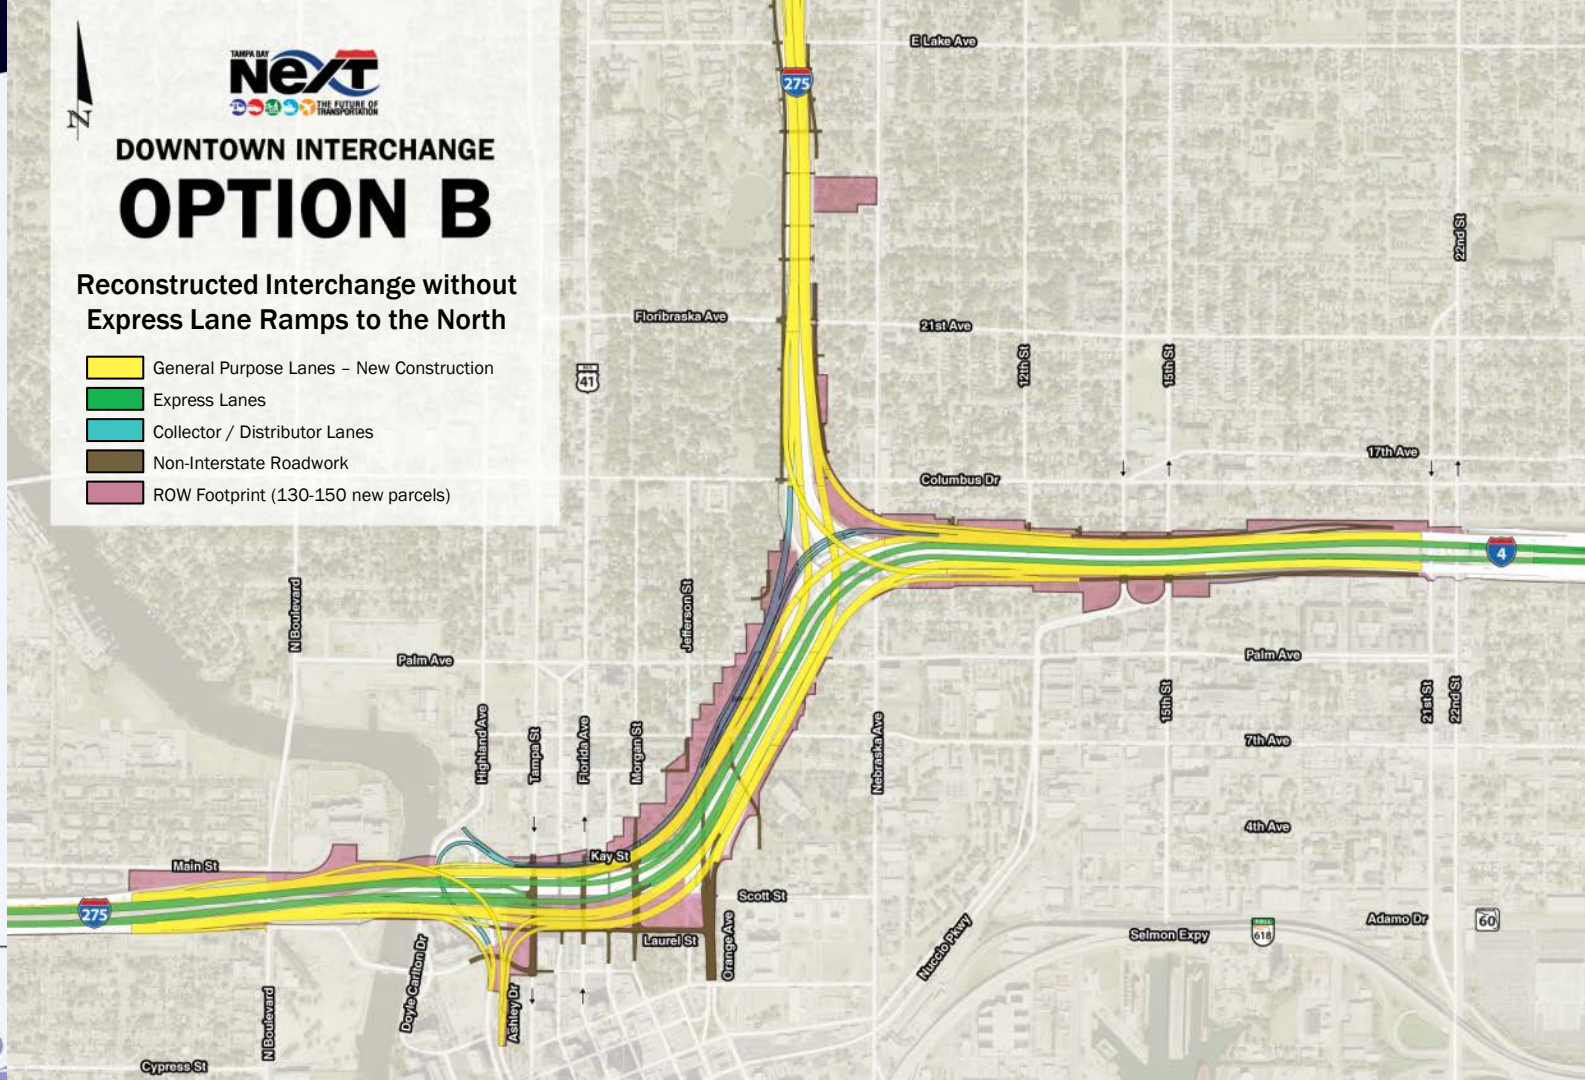 N
TAMPA BAY
NeXT
THE FUTURE OF
TRANSPORTATION
DOWNTOWN INTERCHANGE
OPTION B
Reconstructed Interchange without
Express Lane Ramps to the North
General Purpose Lanes – New Construction
Express Lanes
Collector / Distributor Lanes
Non-Interstate Roadwork
ROW Footprint (130-150 new parcels)
E Lake Ave
275
22nd St
Floribraska Ave
21st Ave
41
12th St
15th St
17th Ave
Columbus Dr
4
N Boulevard
Jefferson St
Palm Ave
Palm Ave
15th St
21st St
22nd St
Highland Ave
Tampa St
Florida Ave
Morgan St
Nebraska Ave
7th Ave
4th Ave
Main St
Kay St
275
Scott St
Laurel St
Orange Ave
Nuccio Pkwy
Selmon Expy
TOLL
618
Adamo Dr
60
Doyle Carlton Dr
Ashley Dr
N Boulevard
Cypress St